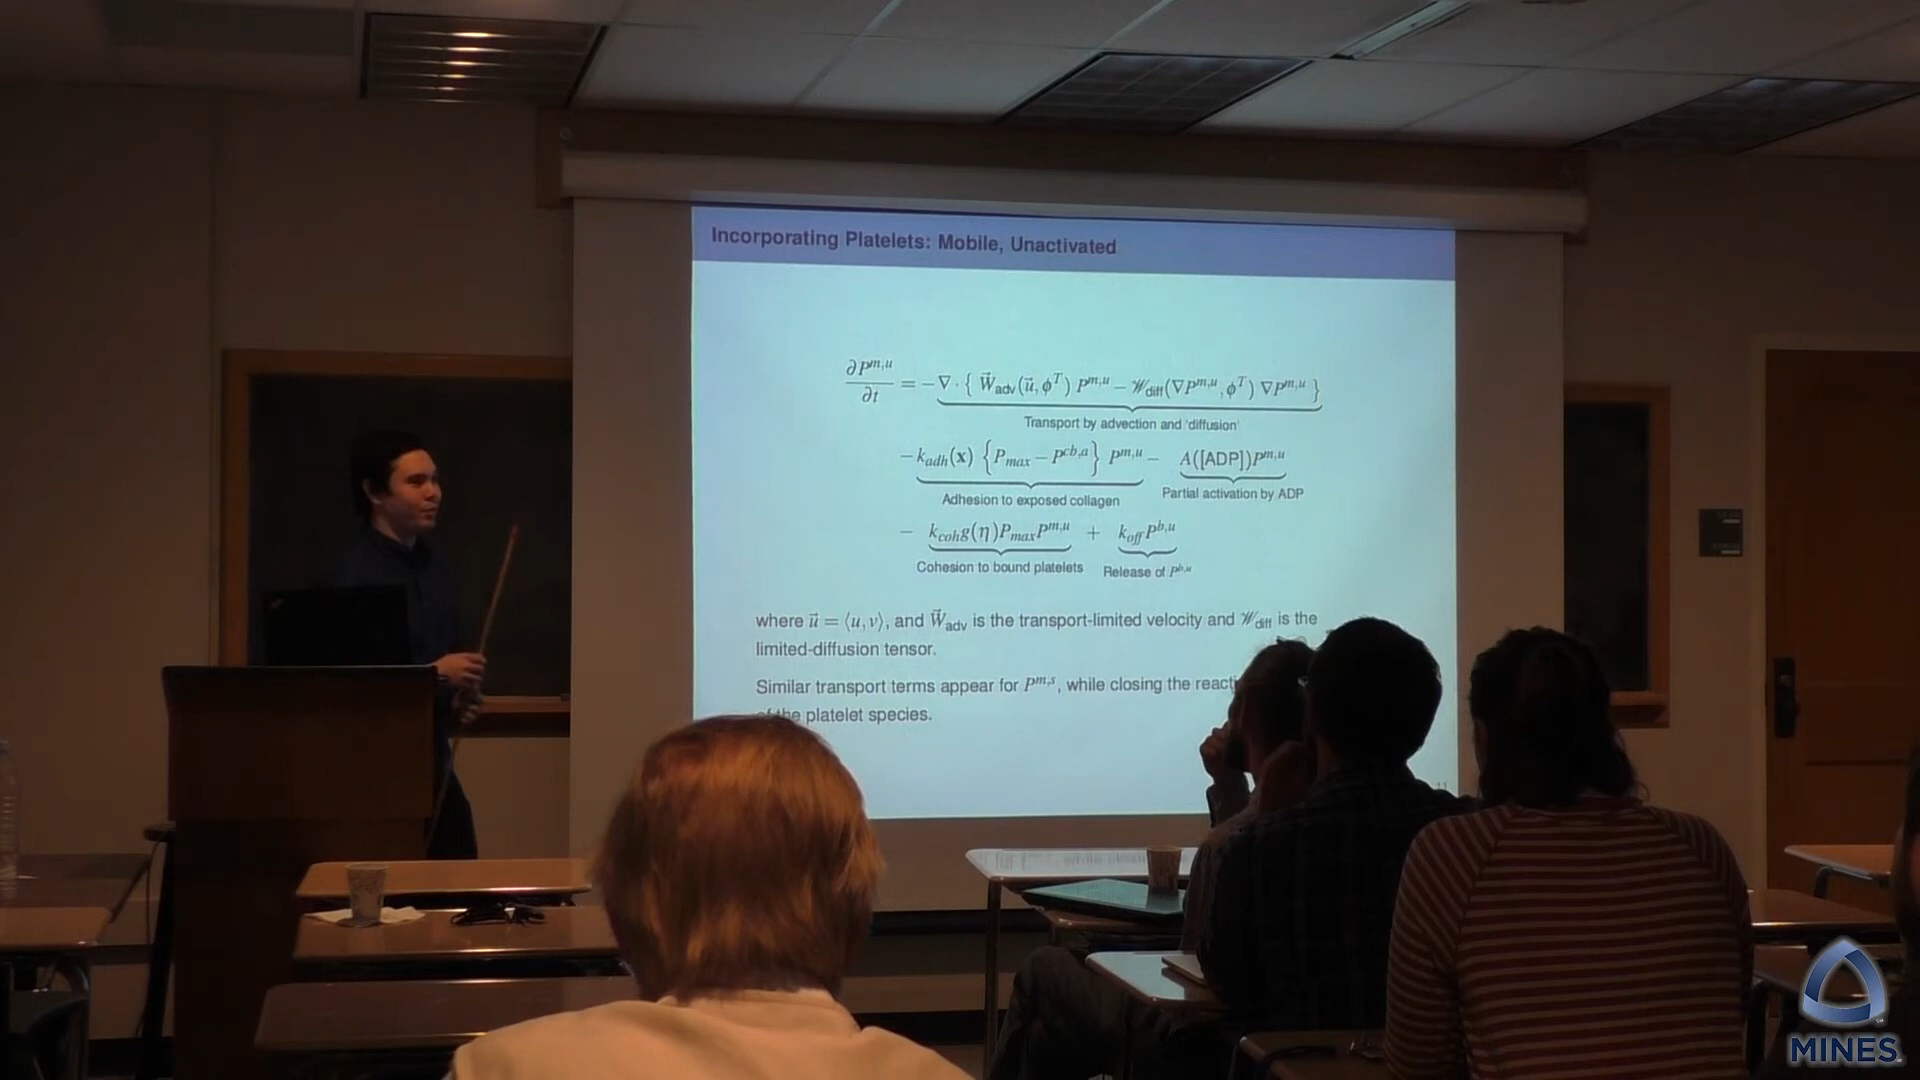 Incorporating Platelets: Mobile, Unactivated
∂P^{m,u}/∂t = −∇·{ W⃗_adv(u⃗, ϕ^T) P^{m,u} − 𝒲_diff(∇P^{m,u}, ϕ^T) ∇P^{m,u} }
Transport by advection and 'diffusion'
−k_adh(x) {P_max − P^{cb,a}} P^{m,u} − A([ADP])P^{m,u}
Adhesion to exposed collagen Partial activation by ADP
− k_coh g(η)P_max P^{m,u} + k_off P^{b,u}
Cohesion to bound platelets Release of P^{b,u}
where u⃗ = ⟨u, v⟩, and W⃗_adv is the transport-limited velocity and 𝒲_diff is the
limited-diffusion tensor.
Similar transport terms appear for P^{m,s}, while closing the
of the platelet species.
11
MINES